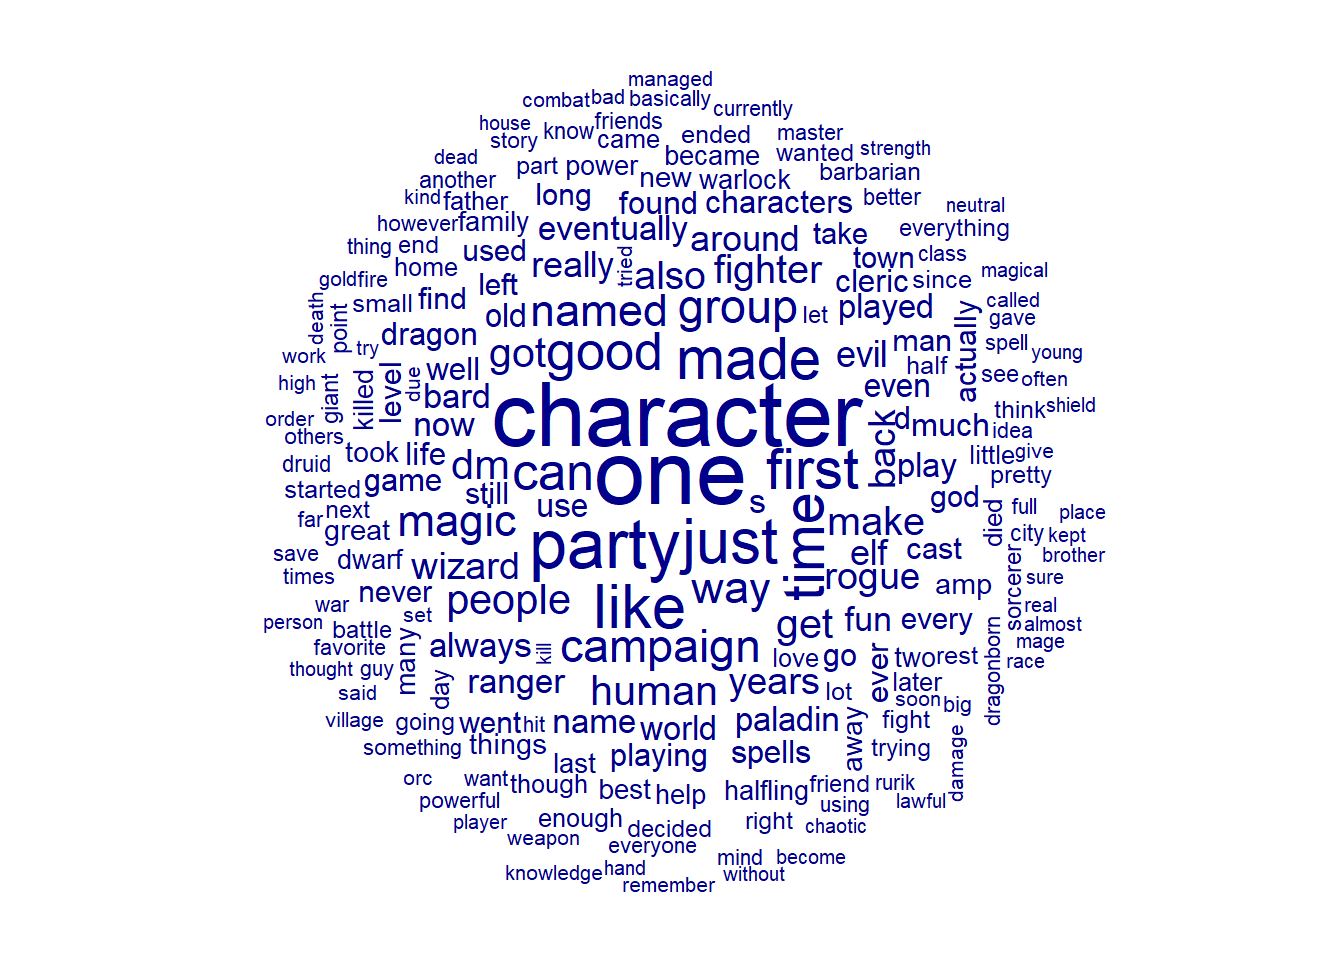 managed
combat bad basically currently
house story know friends came ended master
dead part power became wanted strength
another new warlock barbarian
kind father long found characters better neutral
however family eventually around take everything
thing end used really tried also fighter town class
gold fire home left cleric since magical
death point small find old named group let played called gave
work try dragon got good made evil man actually spell young
high giant killed level due well bard character even half see often
order others now back d much think shield idea
druid took life dm can one first play little give pretty
started game still use s god full place
far next great magic party just time make died city kept
save dwarf wizard elf cast brother
times never people like way rogue amp sorcerer sure
war set get fun every real
person battle always kill campaign almost
favorite many love go ever two rest dragonborn mage race
thought guy day ranger human years lot later
said soon big
village going went hit name world paladin away fight
something things last playing spells trying damage
orc want though best help halfling friend rurik
powerful using lawful
player enough decided right chaotic
weapon everyone
knowledge hand mind become
remember without